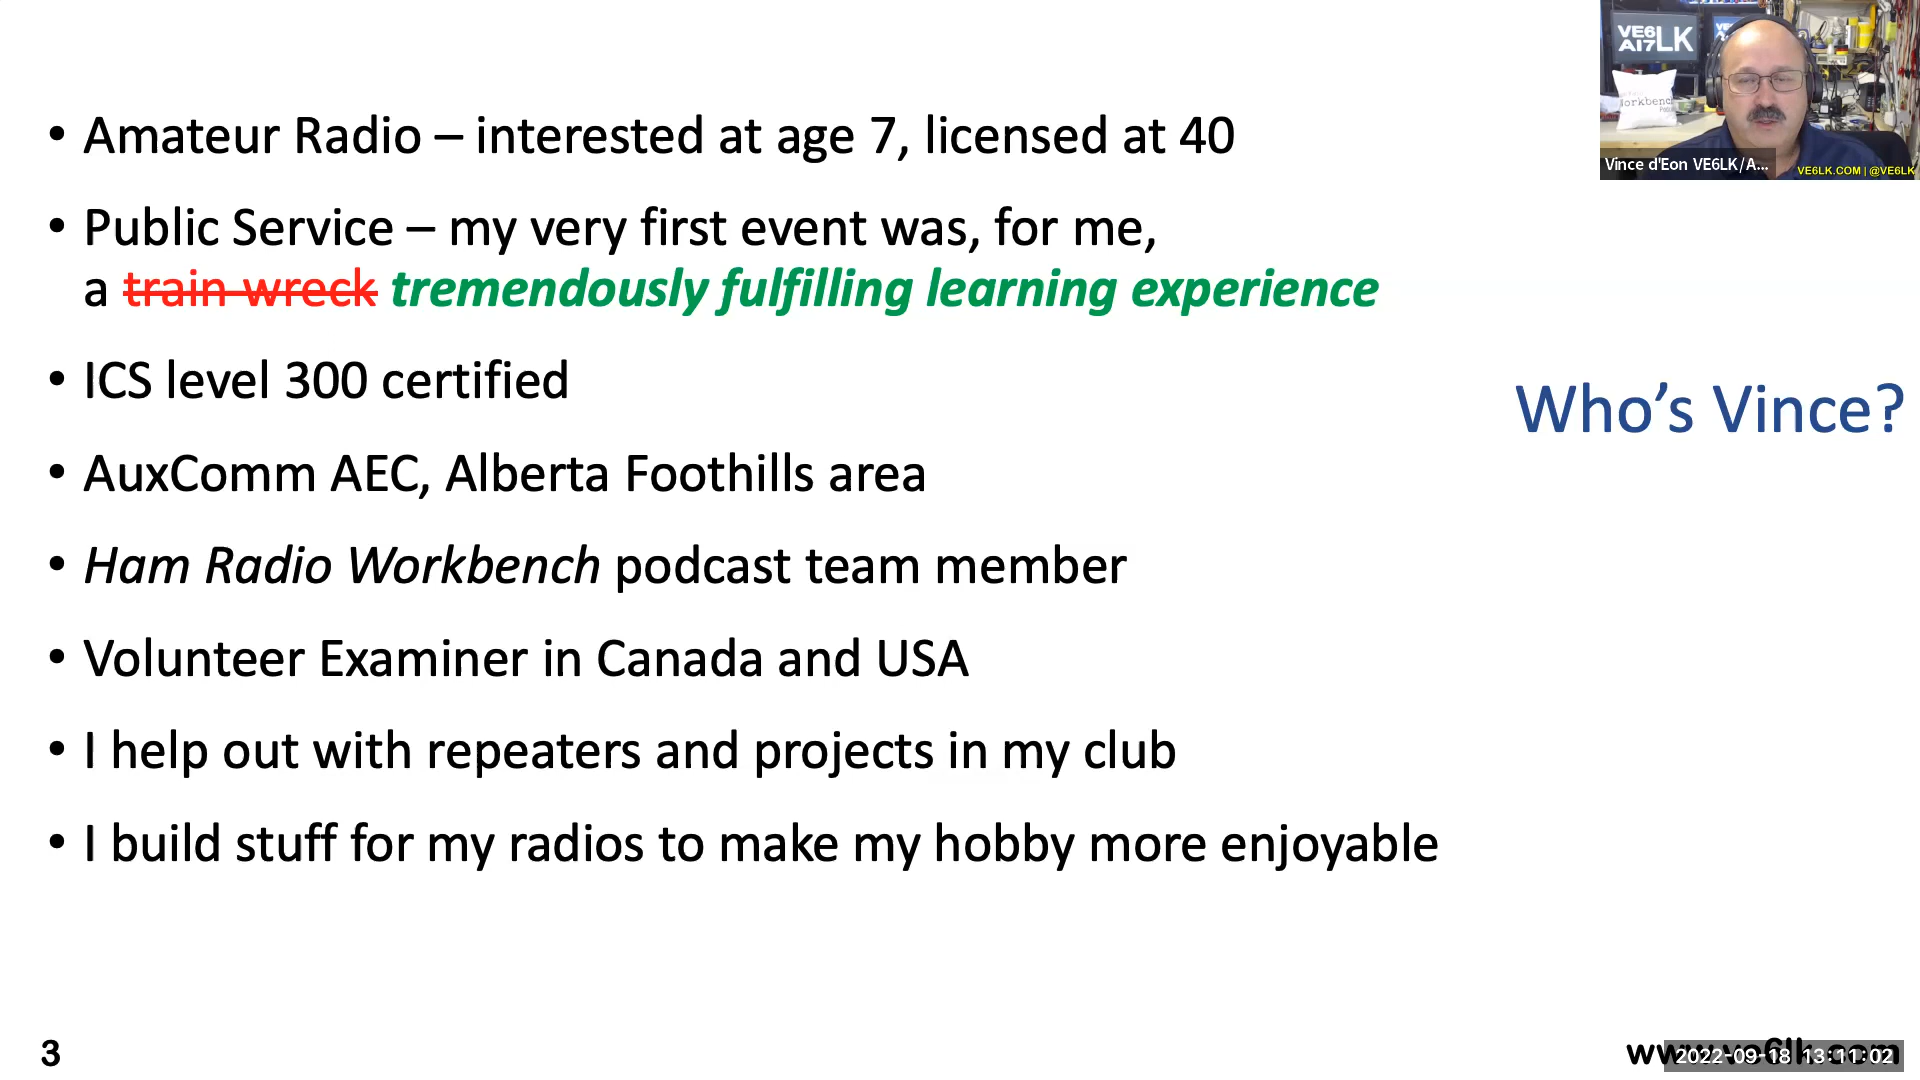 • Amateur Radio – interested at age 7, licensed at 40
• Public Service – my very first event was, for me,
a train wreck tremendously fulfilling learning experience
• ICS level 300 certified
• AuxComm AEC, Alberta Foothills area
• Ham Radio Workbench podcast team member
• Volunteer Examiner in Canada and USA
• I help out with repeaters and projects in my club
• I build stuff for my radios to make my hobby more enjoyable
Who’s Vince?
VE6LK
AI7LK
Vince d'Eon VE6LK/A...
VE6LK.COM | @VE6LK
3
www.ve6lk.com
2022-09-18 13:11:02